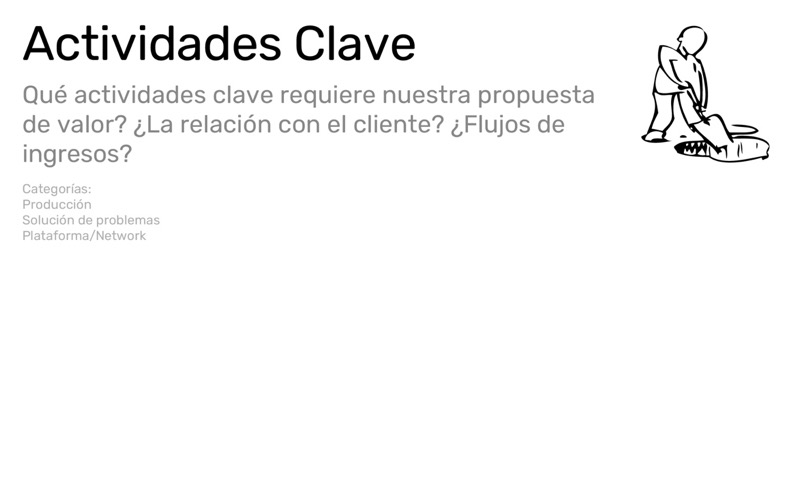 Actividades Clave
Qué actividades clave requiere nuestra propuesta
de valor? ¿La relación con el cliente? ¿Flujos de
ingresos?
Categorías:
Producción
Solución de problemas
Plataforma/Network